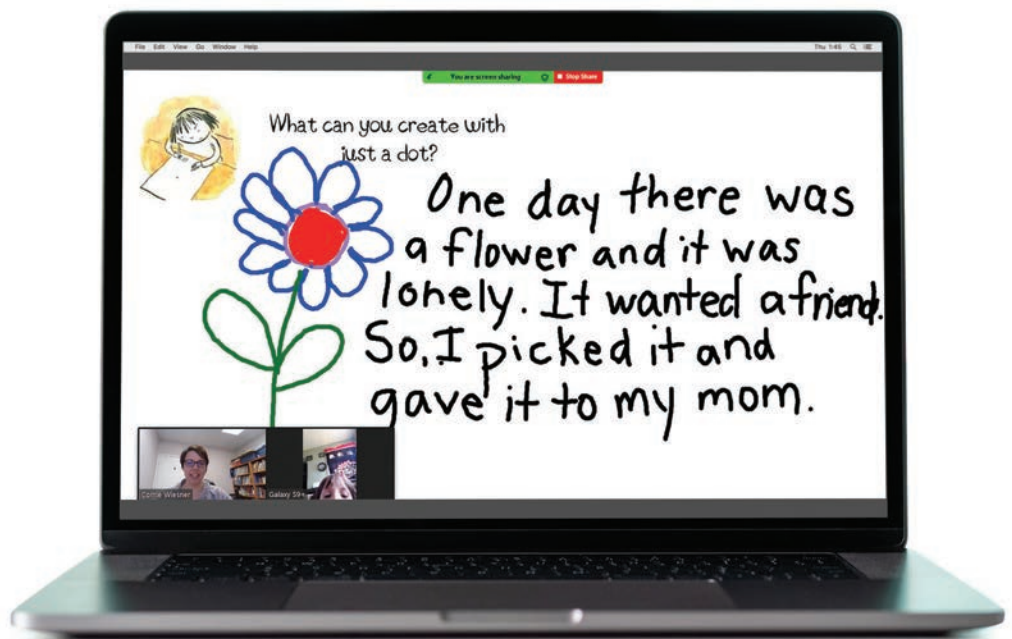 File Edit View Go Window Help
Thu 1:45
You are screen sharing
Stop Share
What can you create with
just a dot?
One day there was
a flower and it was
lonely. It wanted a friend.
So, I picked it and
gave it to my mom.
Corrie Wiesner
Galaxy S9+